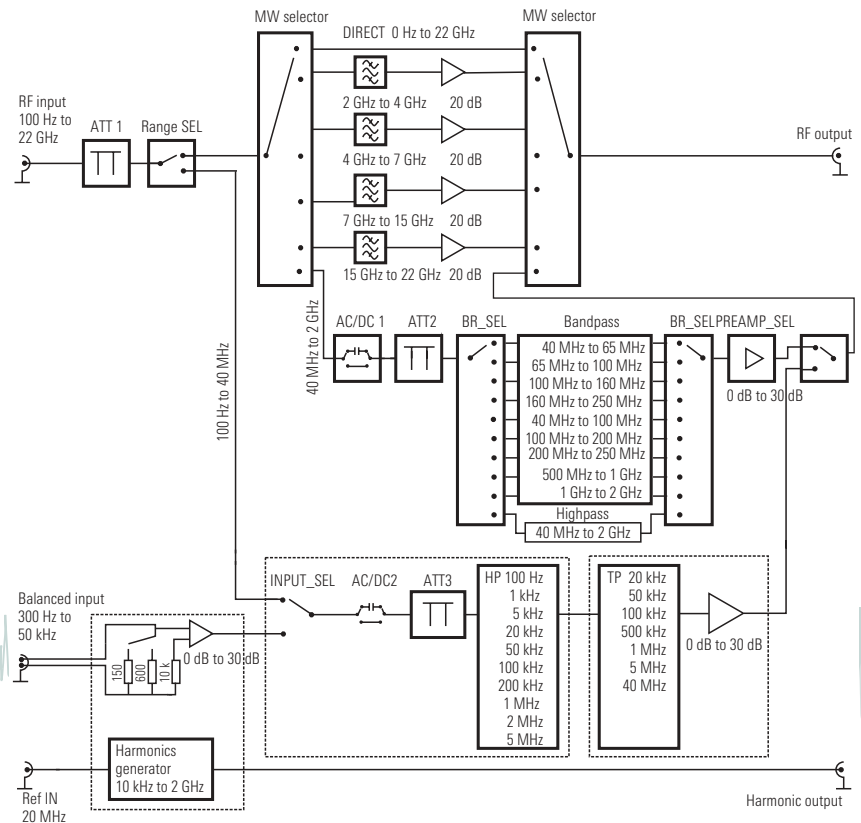 MW selector
MW selector
DIRECT 0 Hz to 22 GHz
RF input
100 Hz to
22 GHz
ATT 1
Range SEL
2 GHz to 4 GHz
20 dB
4 GHz to 7 GHz
20 dB
7 GHz to 15 GHz
20 dB
15 GHz to 22 GHz
20 dB
RF output
100 Hz to 40 MHz
40 MHz to 2 GHz
AC/DC 1
ATT2
BR_SEL
Bandpass
BR_SEL
PREAMP_SEL
40 MHz to 65 MHz
65 MHz to 100 MHz
100 MHz to 160 MHz
160 MHz to 250 MHz
40 MHz to 100 MHz
100 MHz to 200 MHz
200 MHz to 250 MHz
500 MHz to 1 GHz
1 GHz to 2 GHz
Highpass
40 MHz to 2 GHz
0 dB to 30 dB
Balanced input
300 Hz to
50 kHz
150
600
10 k
0 dB to 30 dB
INPUT_SEL
AC/DC2
ATT3
HP 100 Hz
1 kHz
5 kHz
20 kHz
50 kHz
100 kHz
200 kHz
1 MHz
2 MHz
5 MHz
TP 20 kHz
50 kHz
100 kHz
500 kHz
1 MHz
5 MHz
40 MHz
0 dB to 30 dB
Harmonics
generator
10 kHz to 2 GHz
Ref IN
20 MHz
Harmonic output